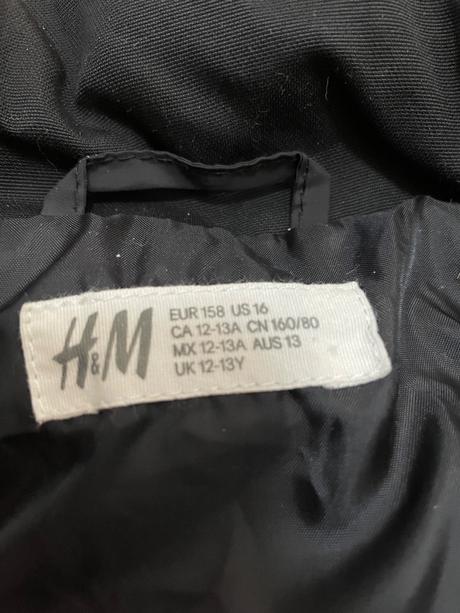 H&M
EUR 158 US 16
CA 12-13A CN 160/80
MX 12-13A AUS 13
UK 12-13Y